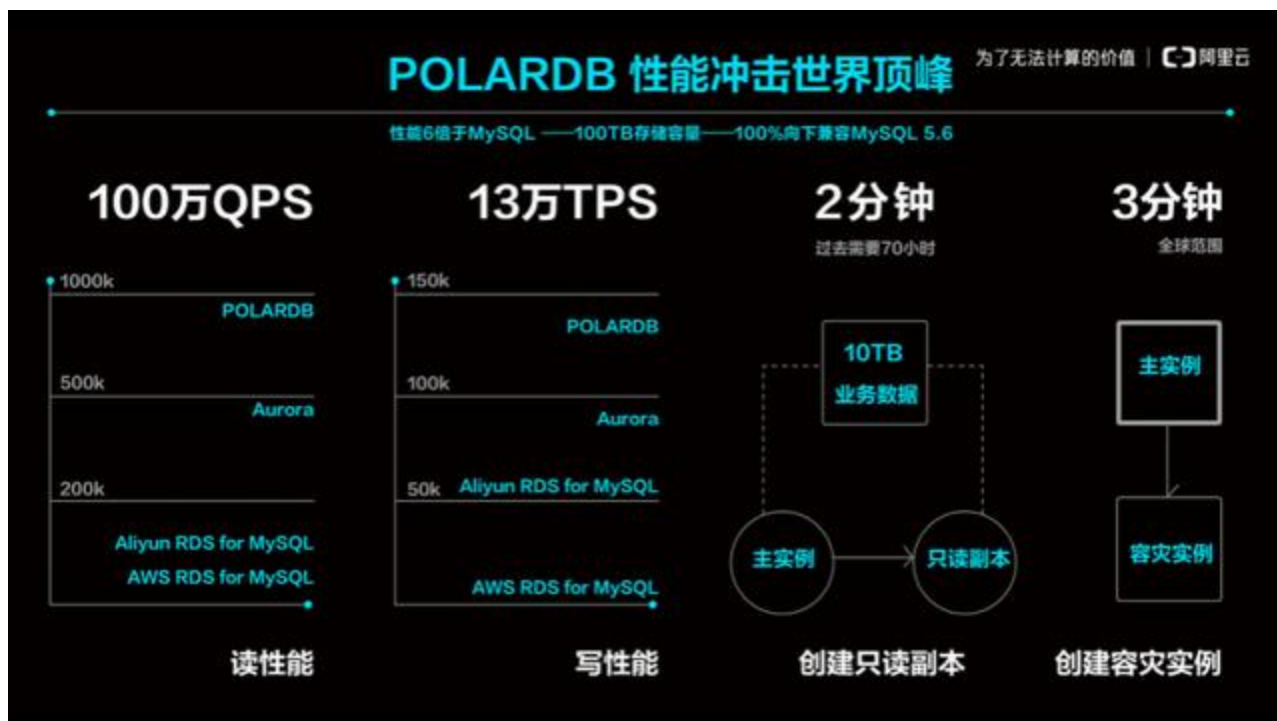 POLARDB 性能冲击世界顶峰
为了无法计算的价值 | 阿里云
性能6倍于MySQL ——100TB存储容量——100%向下兼容MySQL 5.6
100万QPS
1000k
POLARDB
500k
Aurora
200k
Aliyun RDS for MySQL
AWS RDS for MySQL
读性能
13万TPS
150k
POLARDB
100k
Aurora
50k
Aliyun RDS for MySQL
AWS RDS for MySQL
写性能
2分钟
过去需要70小时
10TB
业务数据
主实例
只读副本
创建只读副本
3分钟
全球范围
主实例
容灾实例
创建容灾实例